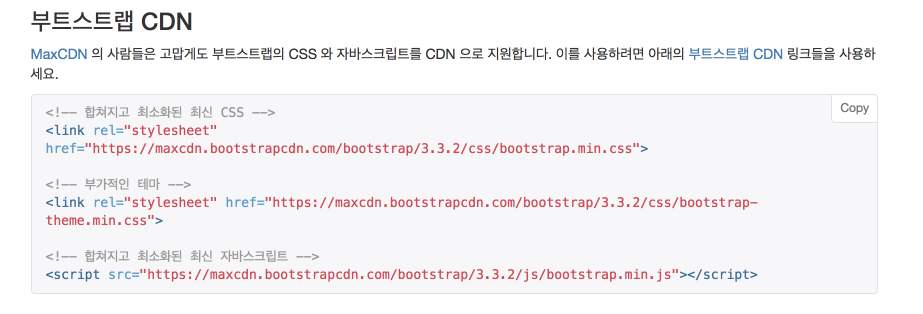 부트스트랩 CDN
MaxCDN 의 사람들은 고맙게도 부트스트랩의 CSS 와 자바스크립트를 CDN 으로 지원합니다. 이를 사용하려면 아래의 부트스트랩 CDN 링크들을 사용하
세요.
Copy
<!-- 합쳐지고 최소화된 최신 CSS -->
<link rel="stylesheet"
href="https://maxcdn.bootstrapcdn.com/bootstrap/3.3.2/css/bootstrap.min.css">
<!-- 부가적인 테마 -->
<link rel="stylesheet" href="https://maxcdn.bootstrapcdn.com/bootstrap/3.3.2/css/bootstrap-
theme.min.css">
<!-- 합쳐지고 최소화된 최신 자바스크립트 -->
<script src="https://maxcdn.bootstrapcdn.com/bootstrap/3.3.2/js/bootstrap.min.js"></script>